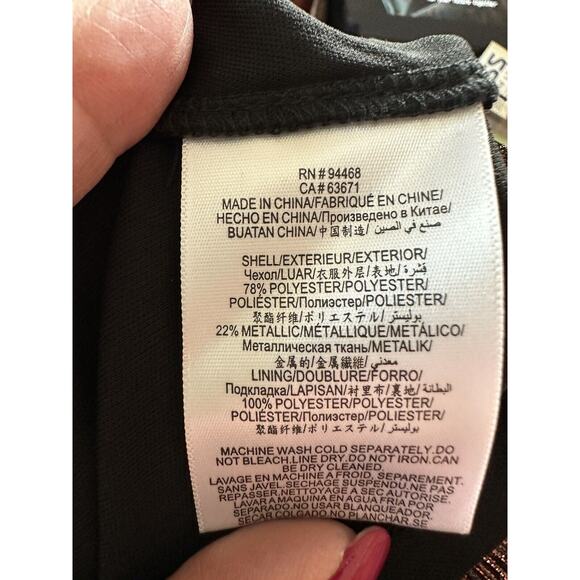 RN # 94468
CA # 63671
MADE IN CHINA/FABRIQUÉ EN CHINE/
HECHO EN CHINA/Произведено в Китае/
BUATAN CHINA/中国制造/ صنع في الصين/
SHELL/EXTERIEUR/EXTERIOR/
Чехол/LUAR/衣服外层/表地/قشرة/
78% POLYESTER/POLYESTER/
POLIÉSTER/Полиэстер/POLIESTER/
聚酯纤维/ポリエステル/بوليستر/
22% METALLIC/MÉTALLIQUE/METÁLICO/
Металлическая ткань/METALIK/
金属的/金属繊維/معدني/
LINING/DOUBLURE/FORRO/
Подкладка/LAPISAN/衬里布/裏地/البطانة/
100% POLYESTER/POLYESTER/
POLIÉSTER/Полиэстер/POLIESTER/
聚酯纤维/ポリエステル/بوليستر
MACHINE WASH COLD SEPARATELY.DO
NOT BLEACH.LINE DRY.DO NOT IRON.CAN
BE DRY CLEANED.
LAVAGE EN MACHINE A FROID, SEPAREMENT.
SANS JAVEL.SECHAGE SUSPENDU.NE PAS
REPASSER.NETTOYAGE A SEC AUTORISE.
LAVAR A MAQUINA EN AGUA FRIA POR
SEPARADO.NO USAR BLANQUEADOR.
SECAR COLGADO NO PLANCHAR.SE